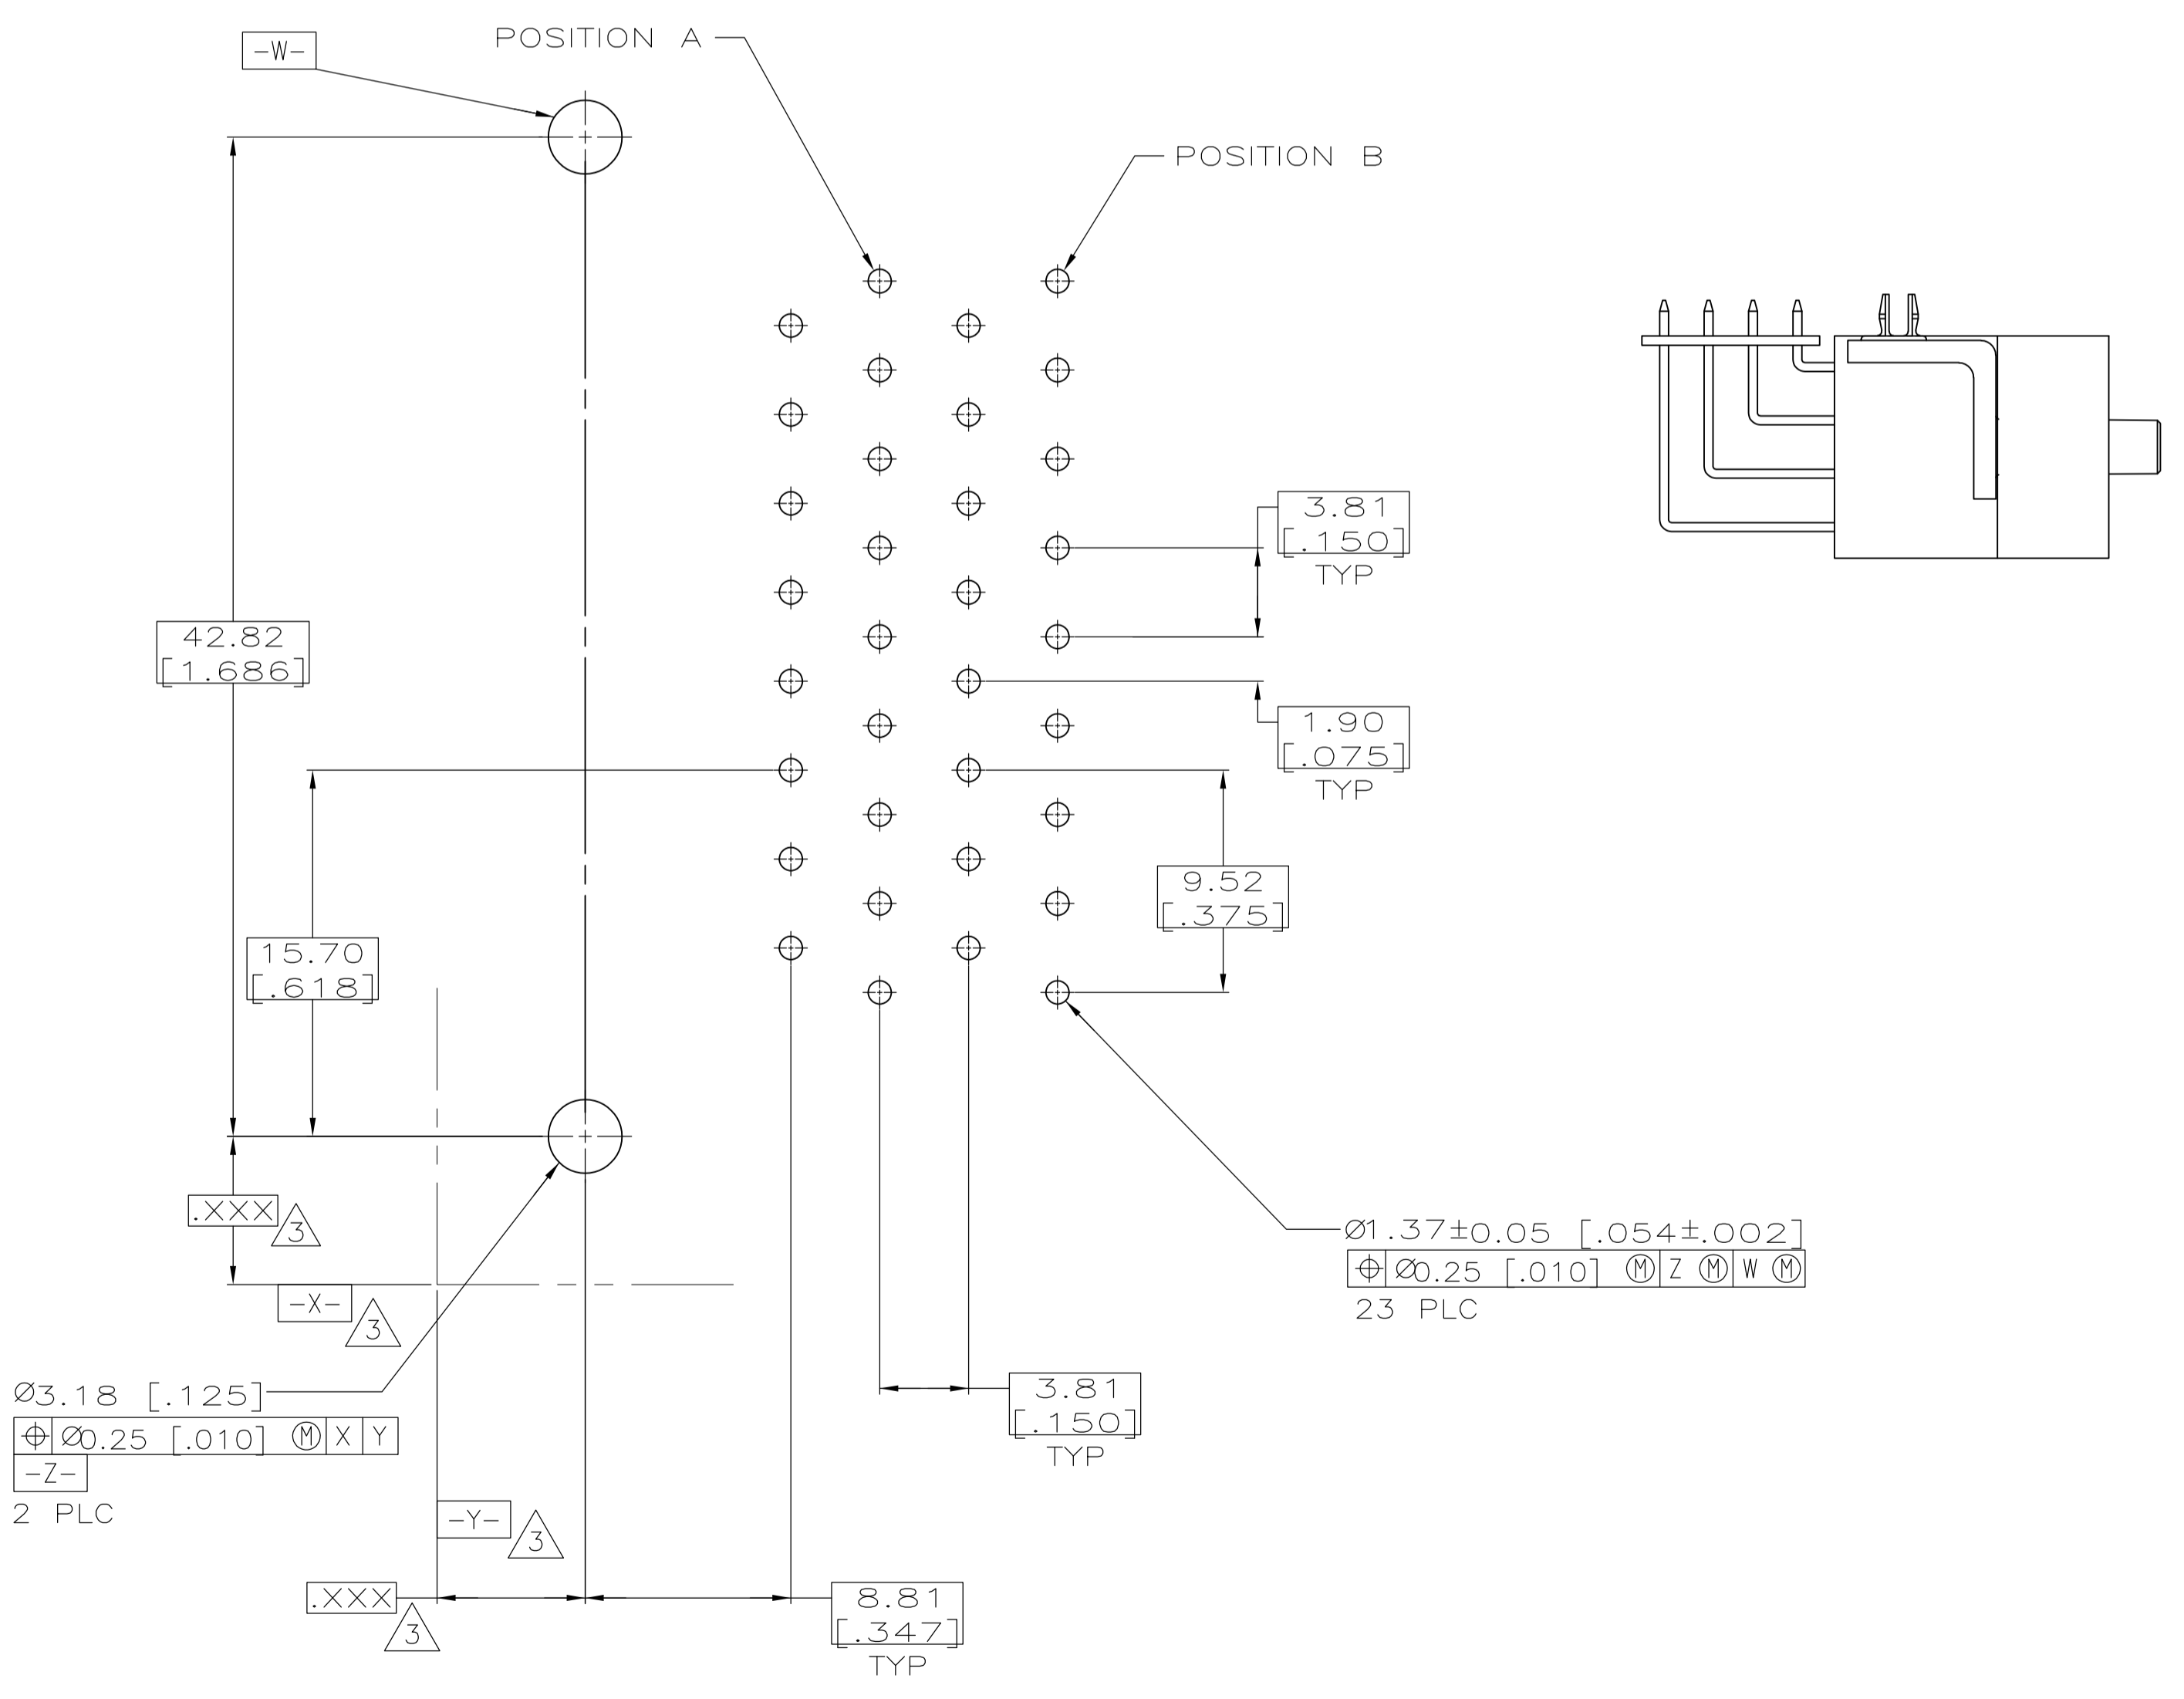 POSITION A
-W-
POSITION B
3.81
[.150]
TYP
42.82
[1.686]
1.90
[.075]
TYP
9.52
[.375]
15.70
[.618]
.XXX
3
Ø1.37±0.05 [.054±.002]
⌖ Ø0.25 [.010] Ⓜ Z Ⓜ W Ⓜ
23 PLC
-X-
3
Ø3.18 [.125]
⌖ Ø0.25 [.010] Ⓜ X Y
-Z-
2 PLC
3.81
[.150]
TYP
-Y-
3
.XXX
3
8.81
[.347]
TYP